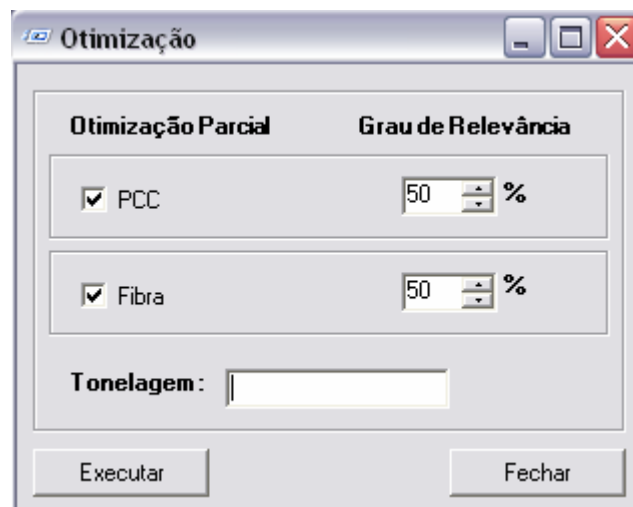 Otimização
Otimização Parcial Grau de Relevância
PCC 50 %
Fibra 50 %
Tonelagem:
Executar Fechar